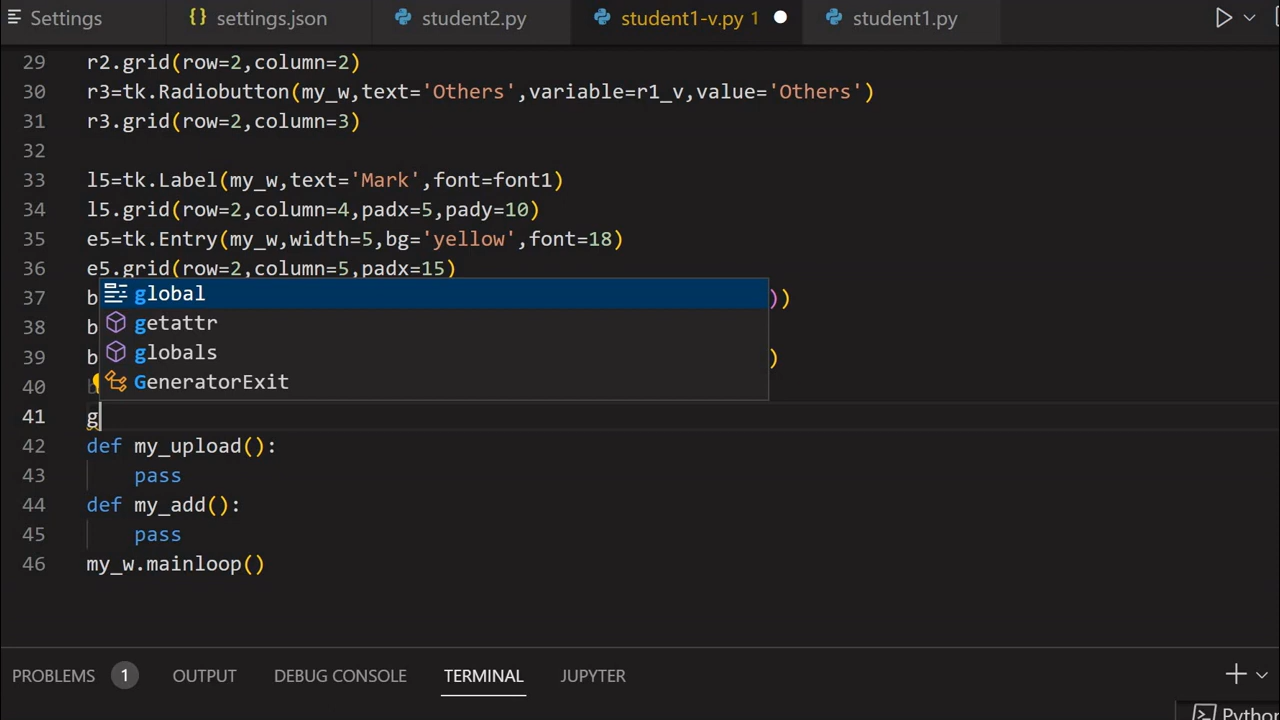 Settings settings.json student2.py student1-v.py 1 student1.py
29 r2.grid(row=2,column=2)
30 r3=tk.Radiobutton(my_w,text='Others',variable=r1_v,value='Others')
31 r3.grid(row=2,column=3)
32
33 l5=tk.Label(my_w,text='Mark',font=font1)
34 l5.grid(row=2,column=4,padx=5,pady=10)
35 e5=tk.Entry(my_w,width=5,bg='yellow',font=18)
36 e5.grid(row=2,column=5,padx=15)
37 b ))
global
getattr
38 b
globals
39 b )
GeneratorExit
40
41 g
42 def my_upload():
43 pass
44 def my_add():
45 pass
46 my_w.mainloop()
PROBLEMS 1 OUTPUT DEBUG CONSOLE TERMINAL JUPYTER
Python